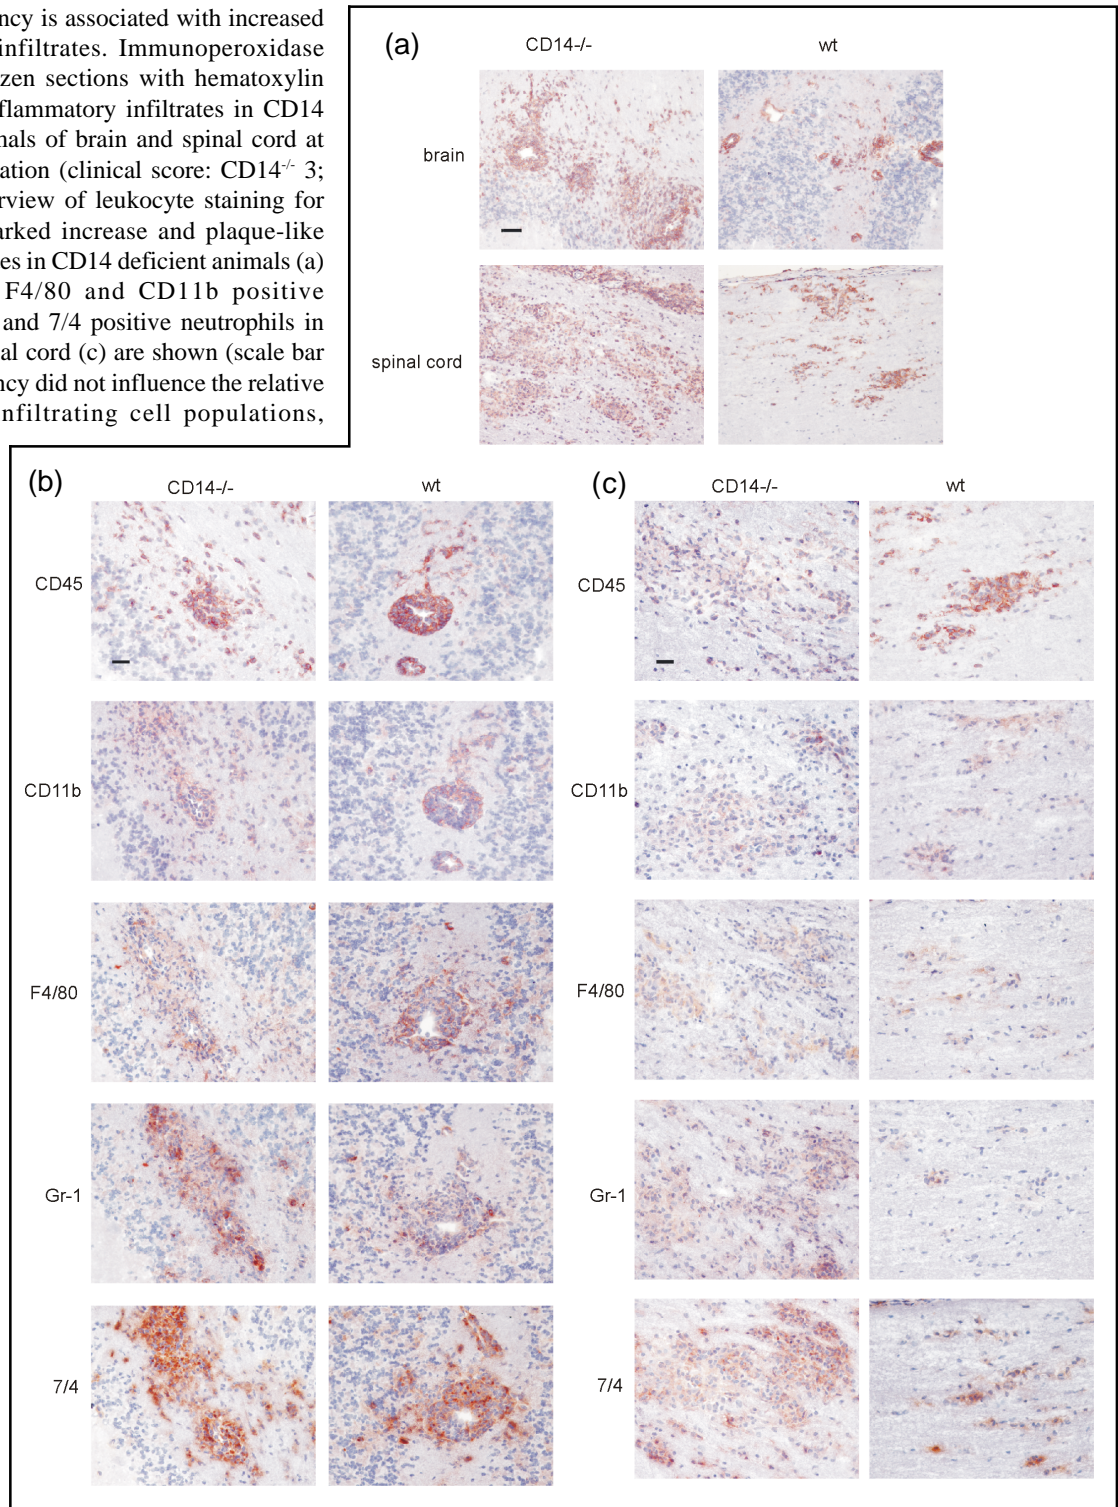 ncy is associated with increased
infiltrates. Immunoperoxidase
zen sections with hematoxylin
flammatory infiltrates in CD14
nals of brain and spinal cord at
ation (clinical score: CD14-/- 3;
rview of leukocyte staining for
arked increase and plaque-like
es in CD14 deficient animals (a)
F4/80 and CD11b positive
and 7/4 positive neutrophils in
al cord (c) are shown (scale bar
ncy did not influence the relative
nfiltrating cell populations,
(a)
CD14-/- wt
brain
spinal cord
(b)
CD14-/- wt
CD45
CD11b
F4/80
Gr-1
7/4
(c)
CD14-/- wt
CD45
CD11b
F4/80
Gr-1
7/4